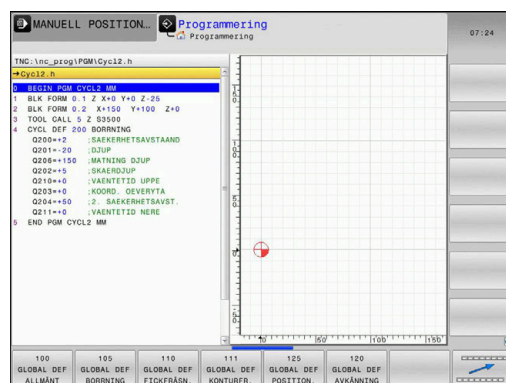 MANUELL POSITION…
Programmering
Programmering
07:24
TNC:\nc_prog\PGM\Cycl2.h
→Cycl2.h
0 BEGIN PGM CYCL2 MM
1 BLK FORM 0.1 Z X+0 Y+0 Z-25
2 BLK FORM 0.2 X+150 Y+100 Z+0
3 TOOL CALL 5 Z S3500
4 CYCL DEF 200 BORRNING
Q200=+2 ;SAEKERHETSAVSTAAND
Q201=-20 ;DJUP
Q206=+150 ;MATNING DJUP
Q202=+5 ;SKAERDJUP
Q210=+0 ;VAENTETID UPPE
Q203=+0 ;KOORD. OEVERYTA
Q204=+50 ;2. SAEKERHETSAVST.
Q211=+0 ;VAENTETID NERE
5 END PGM CYCL2 MM
0 50 100 150
100 105 110 111 125 120
GLOBAL DEF GLOBAL DEF GLOBAL DEF GLOBAL DEF GLOBAL DEF GLOBAL DEF
ALLMÄNT BORRNING FICKFRÄSN. KONTURFR. POSITION. AVKÄNNING